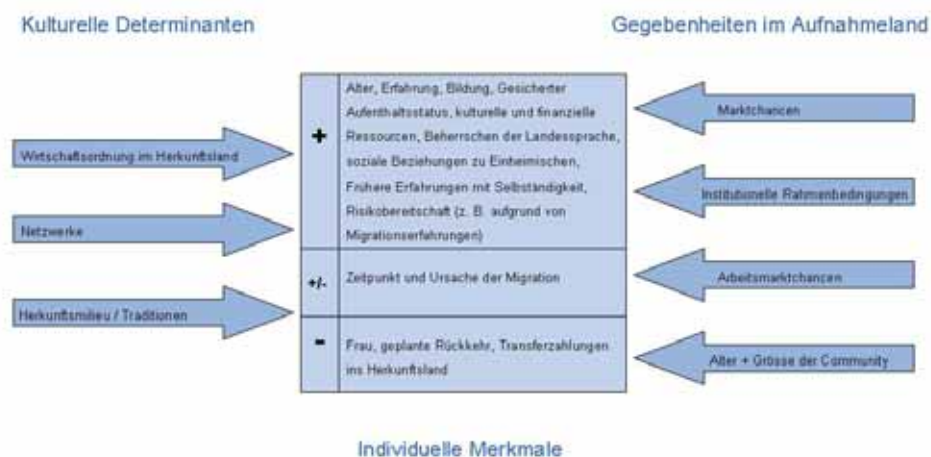 Kulturelle Determinanten
Gegebenheiten im Aufnahmeland
Wirtschaftsordnung im Herkunftsland
Netzwerke
Herkunftsmilieu / Traditionen
+
Alter, Erfahrung, Bildung, Gesicherter
Aufenthaltsstatus, kulturelle und finanzielle
Ressourcen, Beherrschen der Landessprache,
soziale Beziehungen zu Einheimischen,
Frühere Erfahrungen mit Selbständigkeit,
Risikobereitschaft (z. B. aufgrund von
Migrationserfahrungen)
+/-
Zeitpunkt und Ursache der Migration
-
Frau, geplante Rückkehr, Transferzahlungen
ins Herkunftsland
Marktchancen
Institutionelle Rahmenbedingungen
Arbeitsmarktchancen
Alter + Grösse der Community
Individuelle Merkmale